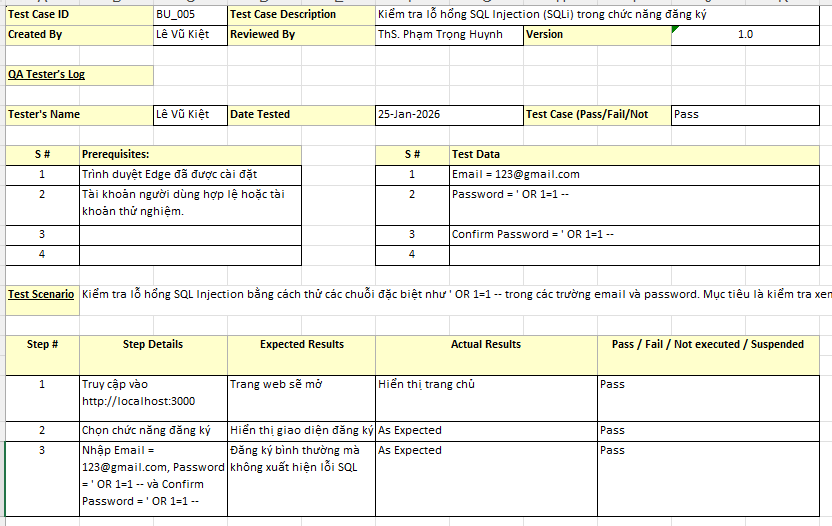 Test Case ID BU_005 Test Case Description Kiểm tra lỗ hổng SQL Injection (SQLi) trong chức năng đăng ký
Created By Lê Vũ Kiệt Reviewed By ThS. Phạm Trọng Huynh Version 1.0
QA Tester's Log
Tester's Name Lê Vũ Kiệt Date Tested 25-Jan-2026 Test Case (Pass/Fail/Not Pass
S # Prerequisites: S # Test Data
1 Trình duyệt Edge đã được cài đặt 1 Email = 123@gmail.com
2 Tài khoản người dùng hợp lệ hoặc tài 2 Password = ' OR 1=1 --
khoản thử nghiệm.
3 3 Confirm Password = ' OR 1=1 --
4 4
Test Scenario Kiểm tra lỗ hổng SQL Injection bằng cách thử các chuỗi đặc biệt như ' OR 1=1 -- trong các trường email và password. Mục tiêu là kiểm tra xem
Step # Step Details Expected Results Actual Results Pass / Fail / Not executed / Suspended
1 Truy cập vào Trang web sẽ mở Hiển thị trang chủ Pass
http://localhost:3000
2 Chọn chức năng đăng ký Hiển thị giao diện đăng ký As Expected Pass
3 Nhập Email = Đăng ký bình thường mà As Expected Pass
123@gmail.com, Password không xuất hiện lỗi SQL
= ' OR 1=1 -- và Confirm
Password = ' OR 1=1 --